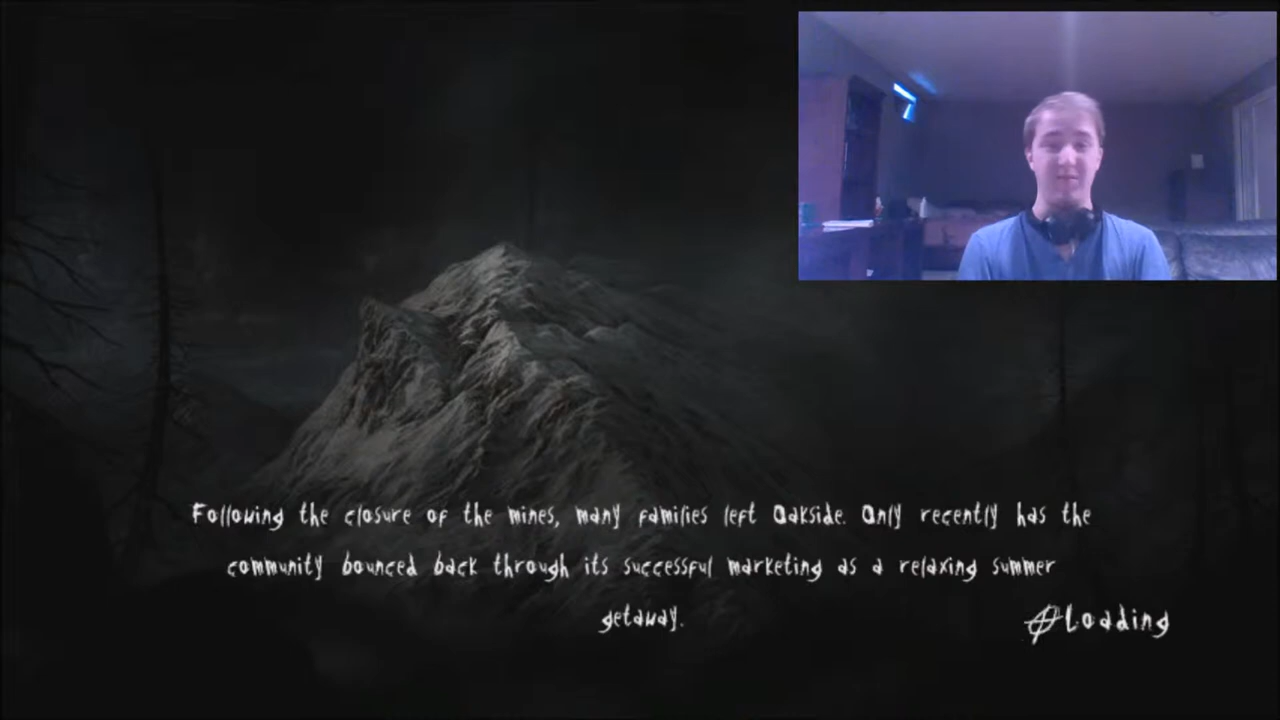 Following the closure of the mines, many families left Oakside. Only recently has the
community bounced back through its successful marketing as a relaxing summer
getaway.
Loading